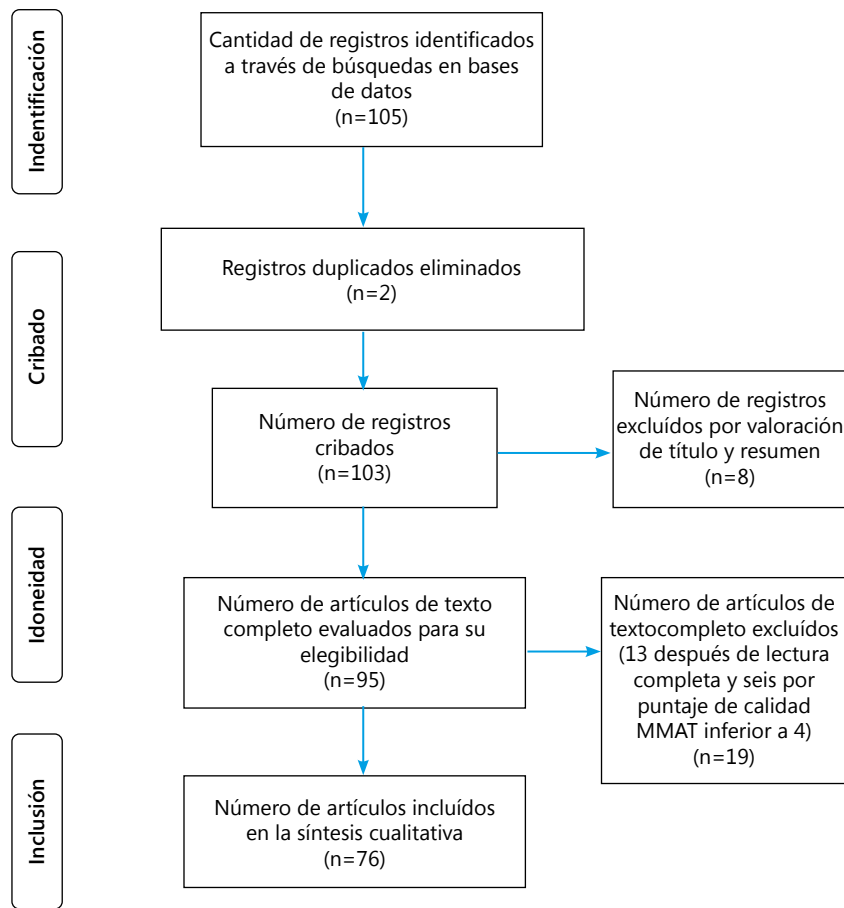 Indentificación
Cantidad de registros identificados
a través de búsquedas en bases
de datos
(n=105)
Cribado
Registros duplicados eliminados
(n=2)
Número de registros
cribados
(n=103)
Número de registros
excluídos por valoración
de título y resumen
(n=8)
Idoneidad
Número de artículos de texto
completo evaluados para su
elegibilidad
(n=95)
Número de artículos de
textocompleto excluídos
(13 después de lectura
completa y seis por
puntaje de calidad
MMAT inferior a 4)
(n=19)
Inclusión
Número de artículos incluídos
en la síntesis cualitativa
(n=76)